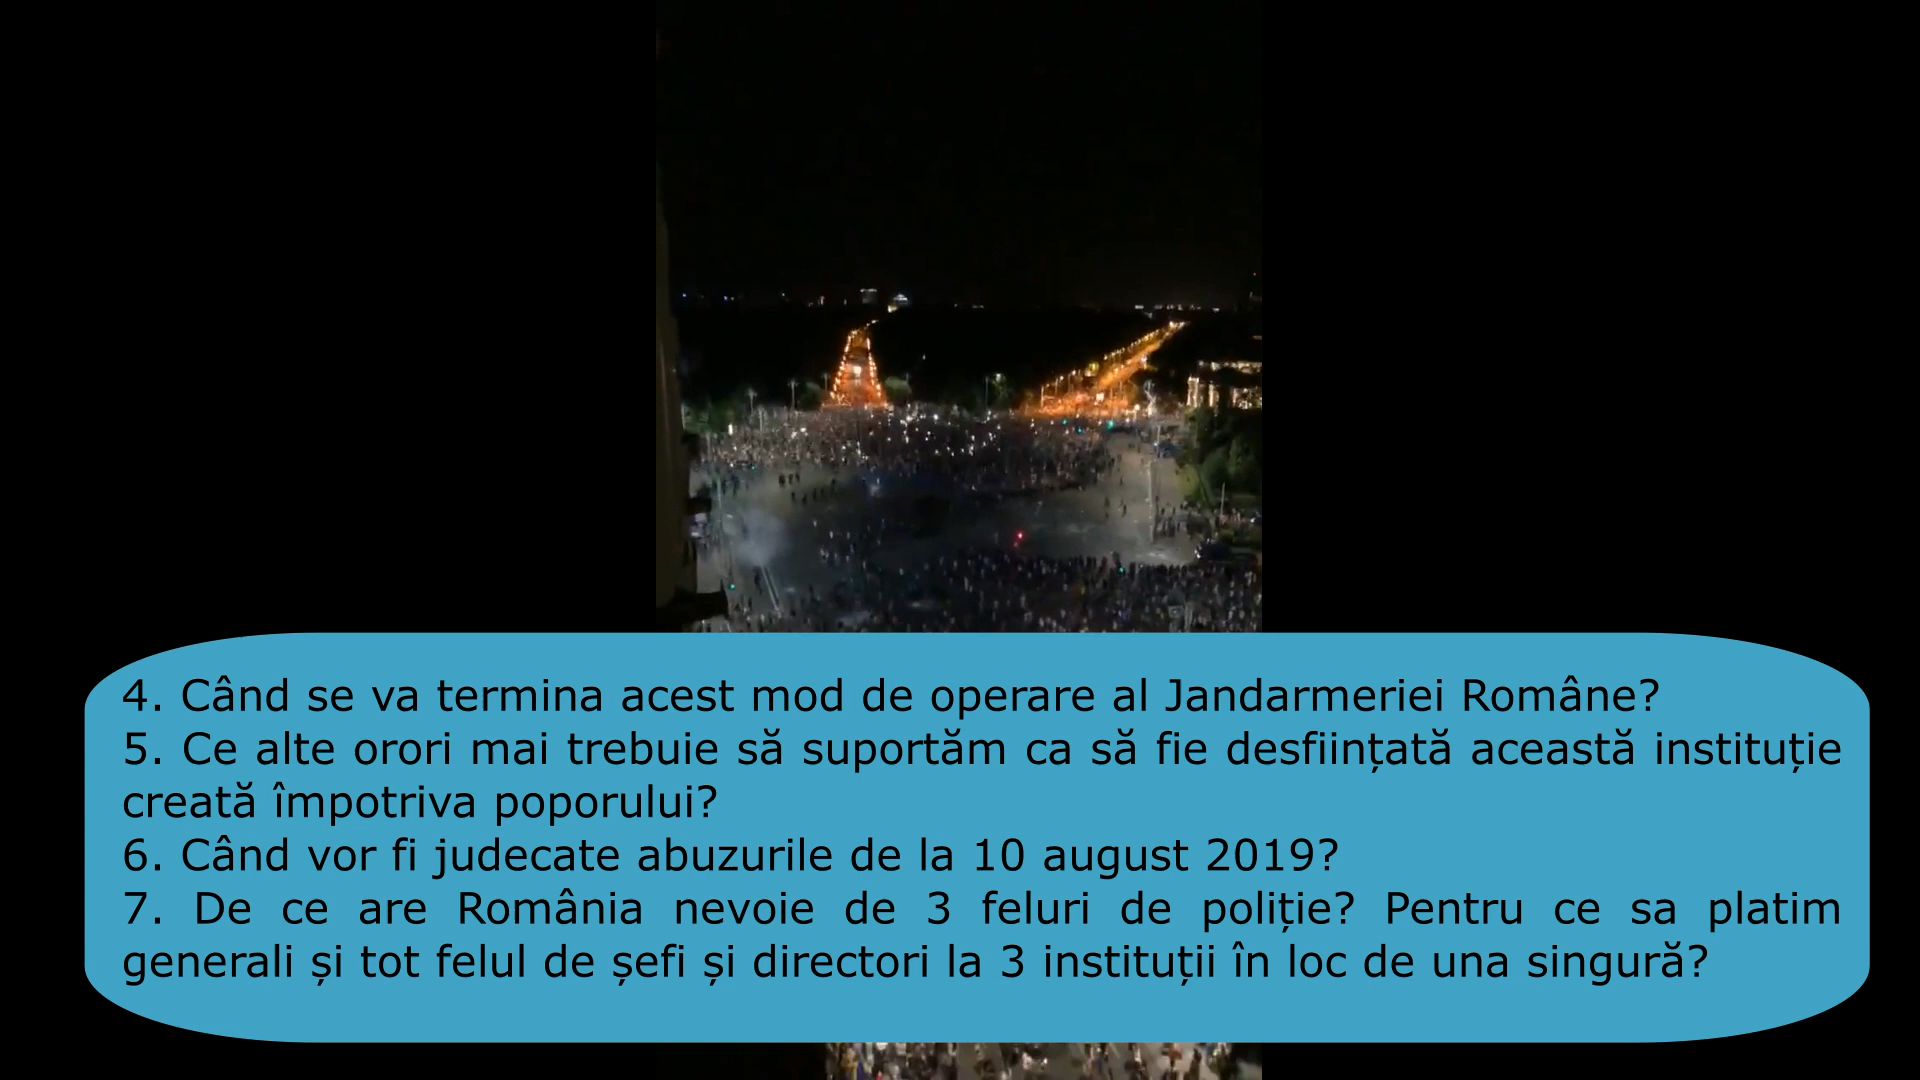 4. Când se va termina acest mod de operare al Jandarmeriei Române?
5. Ce alte orori mai trebuie să suportăm ca să fie desființată această instituție
creată împotriva poporului?
6. Când vor fi judecate abuzurile de la 10 august 2019?
7. De ce are România nevoie de 3 feluri de poliție? Pentru ce sa platim
generali și tot felul de șefi și directori la 3 instituții în loc de una singură?